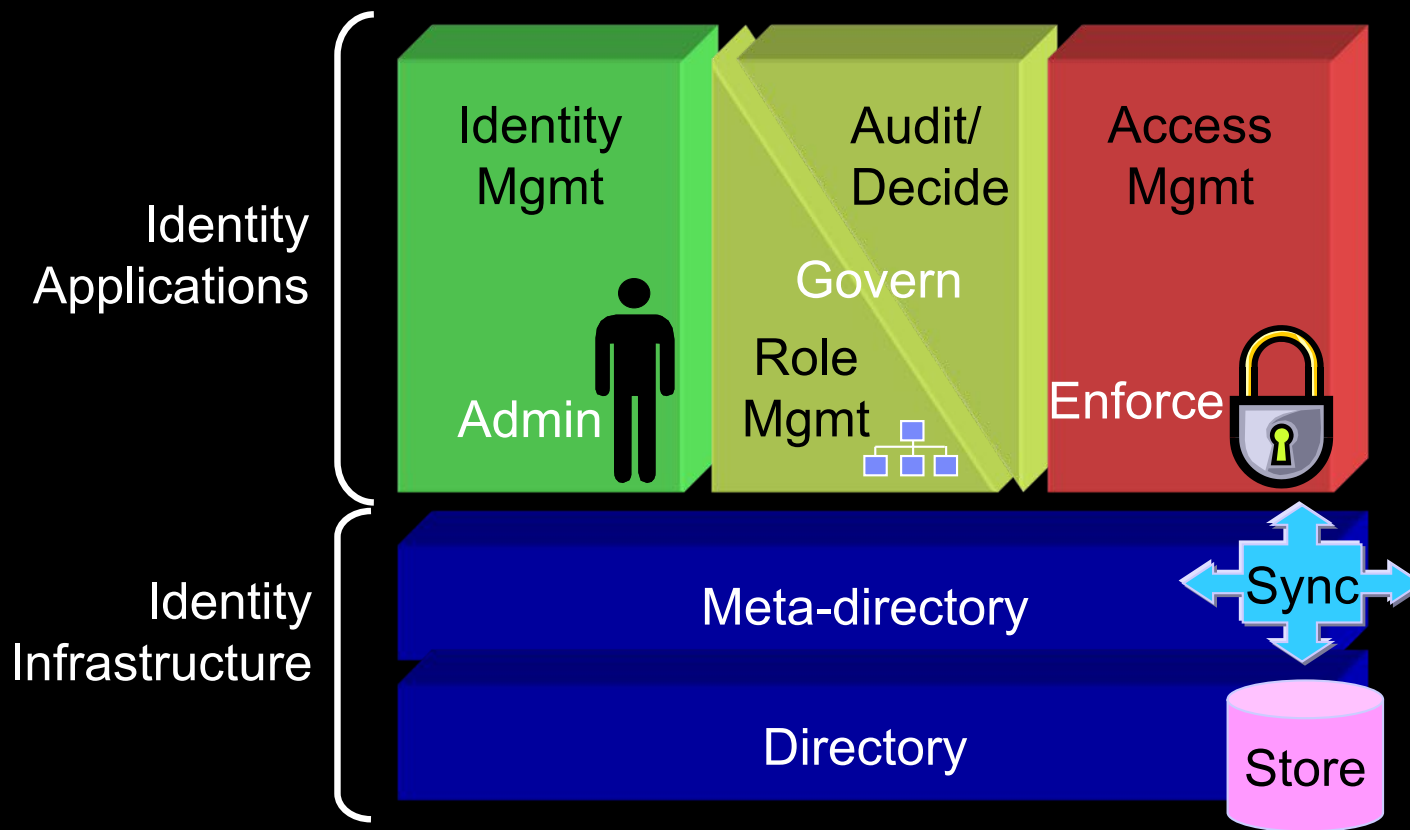 Identity
Applications
Identity
Mgmt
Admin
Audit/
Decide
Govern
Role
Mgmt
Access
Mgmt
Enforce
Identity
Infrastructure
Meta-directory
Sync
Directory
Store